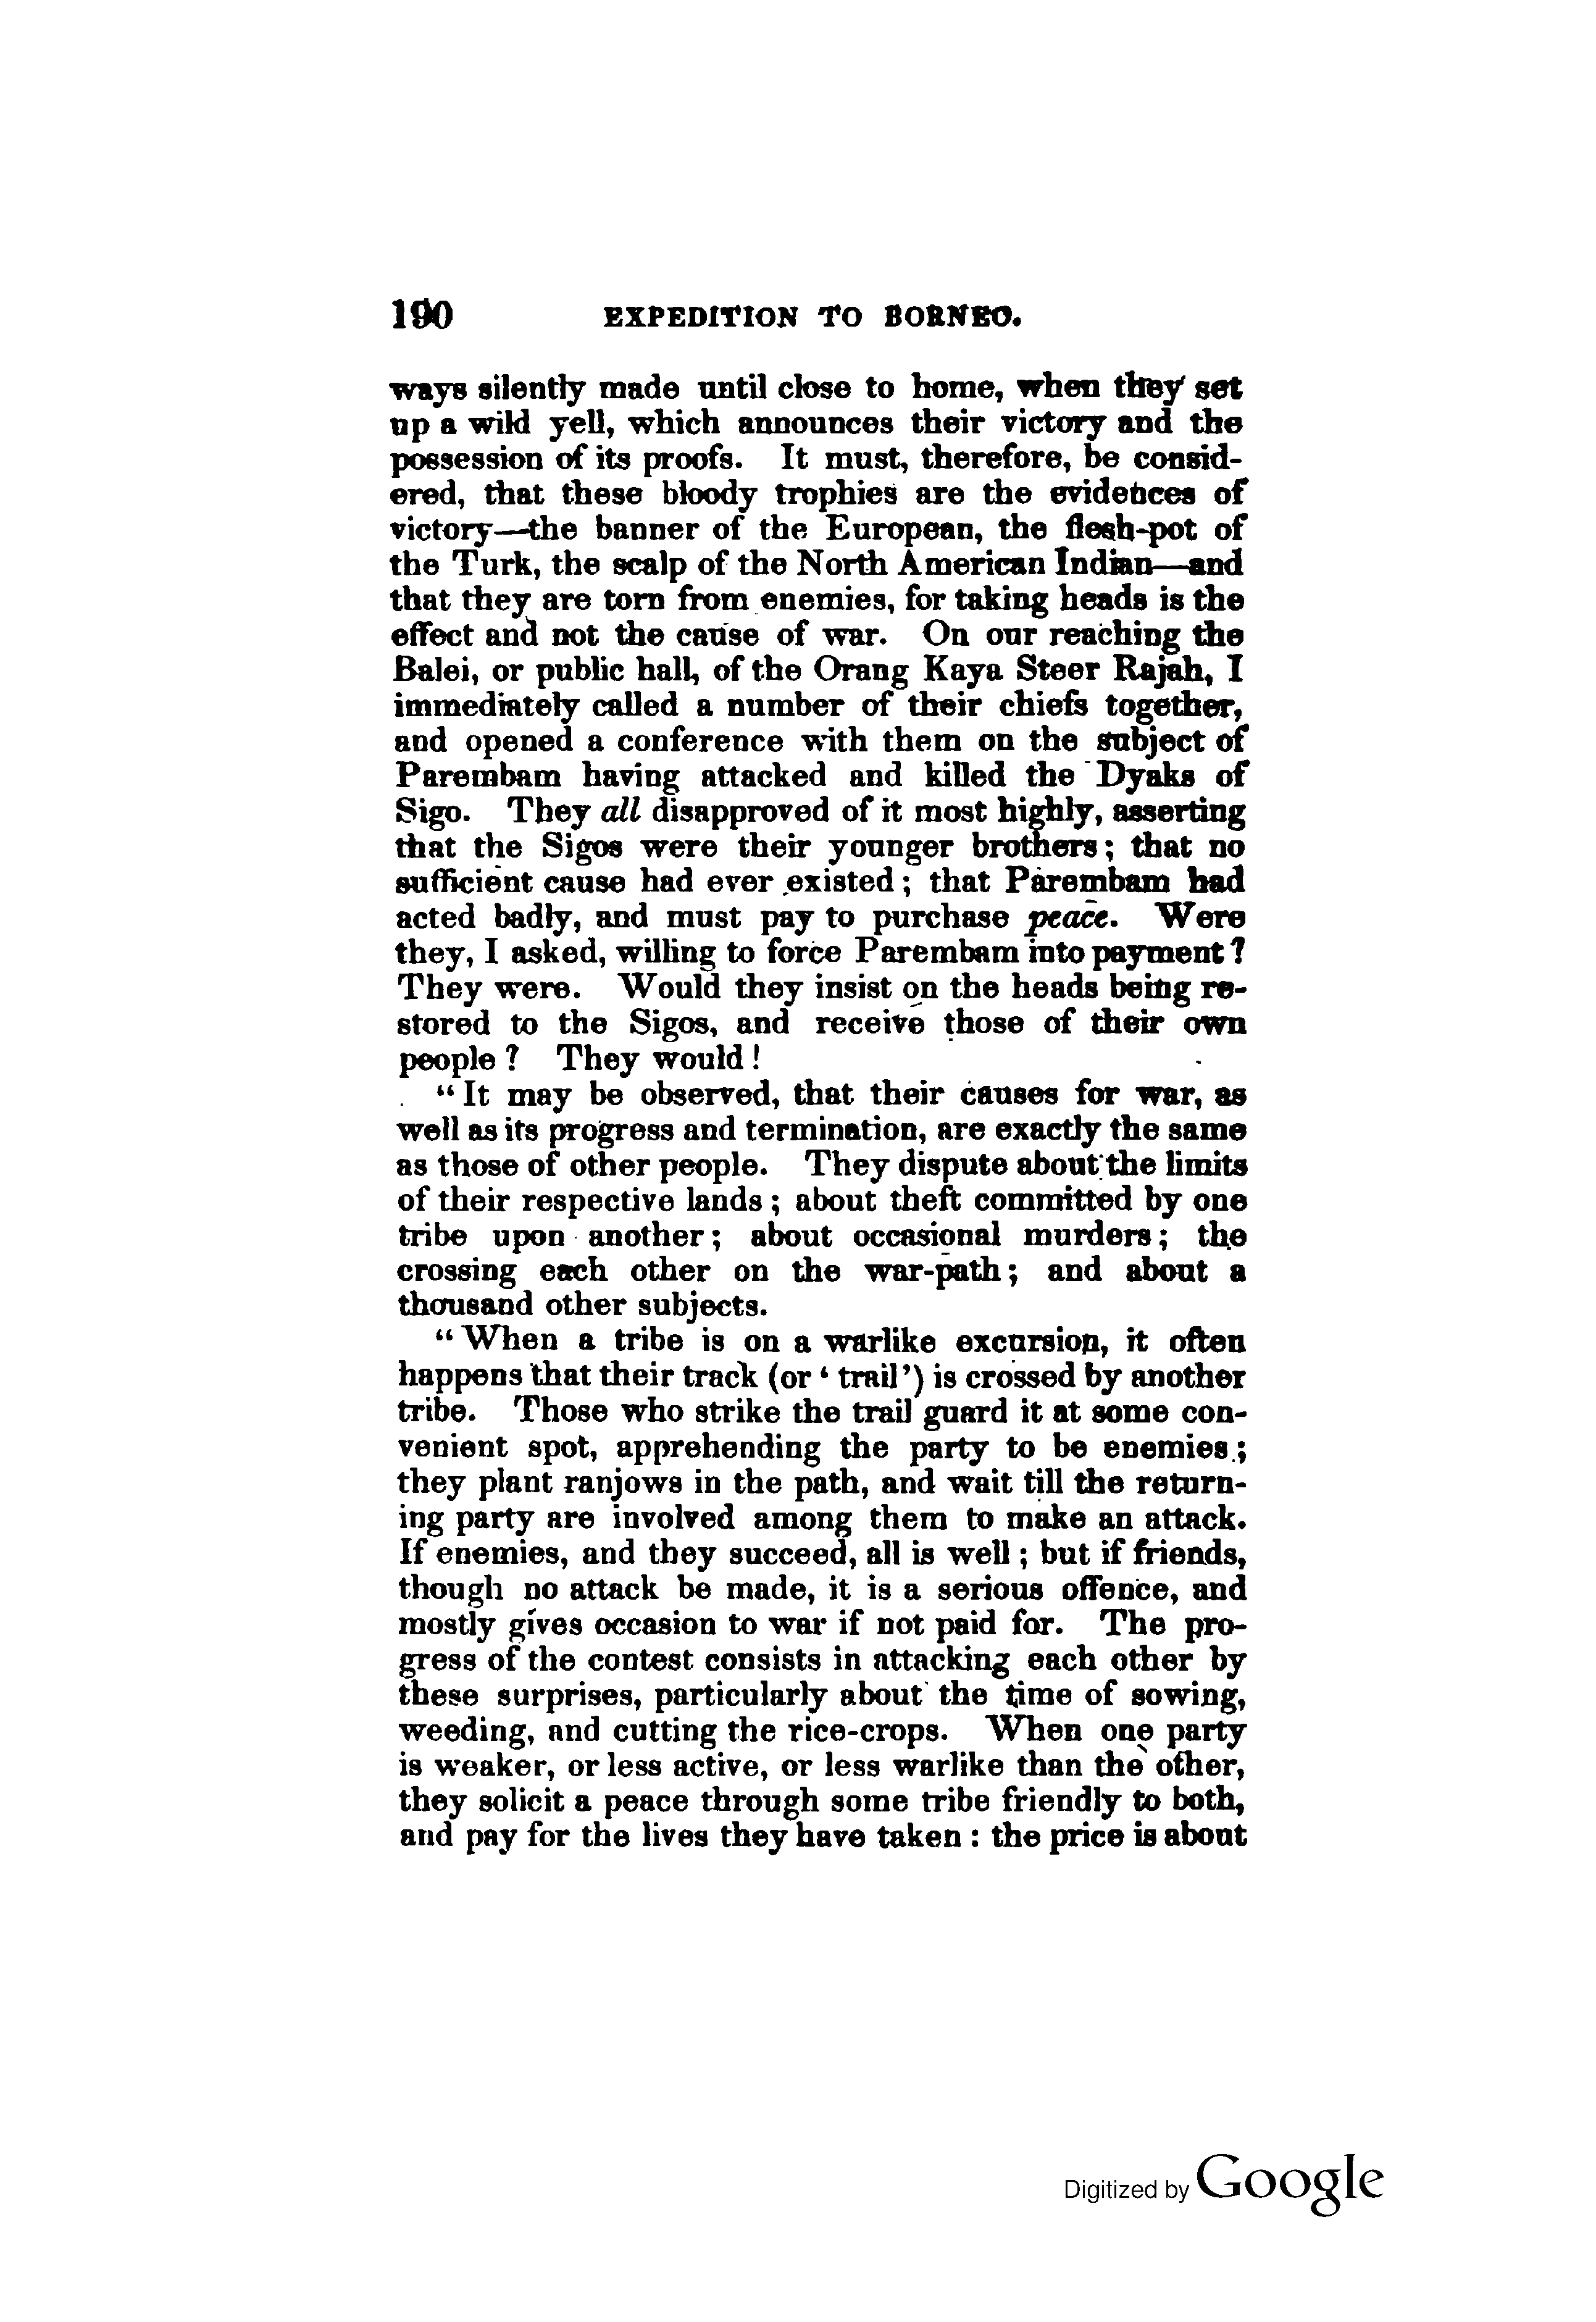 190 EXPEDITION TO BORNEO.
ways silently made until close to home, when they set
up a wild yell, which announces their victory and the
possession of its proofs. It must, therefore, be consid-
ered, that these bloody trophies are the evidences of
victory—the banner of the European, the flesh-pot of
the Turk, the scalp of the North American Indian—and
that they are torn from enemies, for taking heads is the
effect and not the cause of war. On our reaching the
Balei, or public hall, of the Orang Kaya Steer Rajah, I
immediately called a number of their chiefs together,
and opened a conference with them on the subject of
Parembam having attacked and killed the Dyaks of
Sigo. They all disapproved of it most highly, asserting
that the Sigos were their younger brothers; that no
sufficient cause had ever existed; that Parembam had
acted badly, and must pay to purchase peace. Were
they, I asked, willing to force Parembam into payment?
They were. Would they insist on the heads being re-
stored to the Sigos, and receive those of their own
people? They would!
"It may be observed, that their causes for war, as
well as its progress and termination, are exactly the same
as those of other people. They dispute about the limits
of their respective lands; about theft committed by one
tribe upon another; about occasional murders; the
crossing each other on the war-path; and about a
thousand other subjects.
"When a tribe is on a warlike excursion, it often
happens that their track (or 'trail') is crossed by another
tribe. Those who strike the trail guard it at some con-
venient spot, apprehending the party to be enemies;
they plant ranjows in the path, and wait till the return-
ing party are involved among them to make an attack.
If enemies, and they succeed, all is well; but if friends,
though no attack be made, it is a serious offence, and
mostly gives occasion to war if not paid for. The pro-
gress of the contest consists in attacking each other by
these surprises, particularly about the time of sowing,
weeding, and cutting the rice-crops. When one party
is weaker, or less active, or less warlike than the other,
they solicit a peace through some tribe friendly to both,
and pay for the lives they have taken: the price is about
Digitized by Google